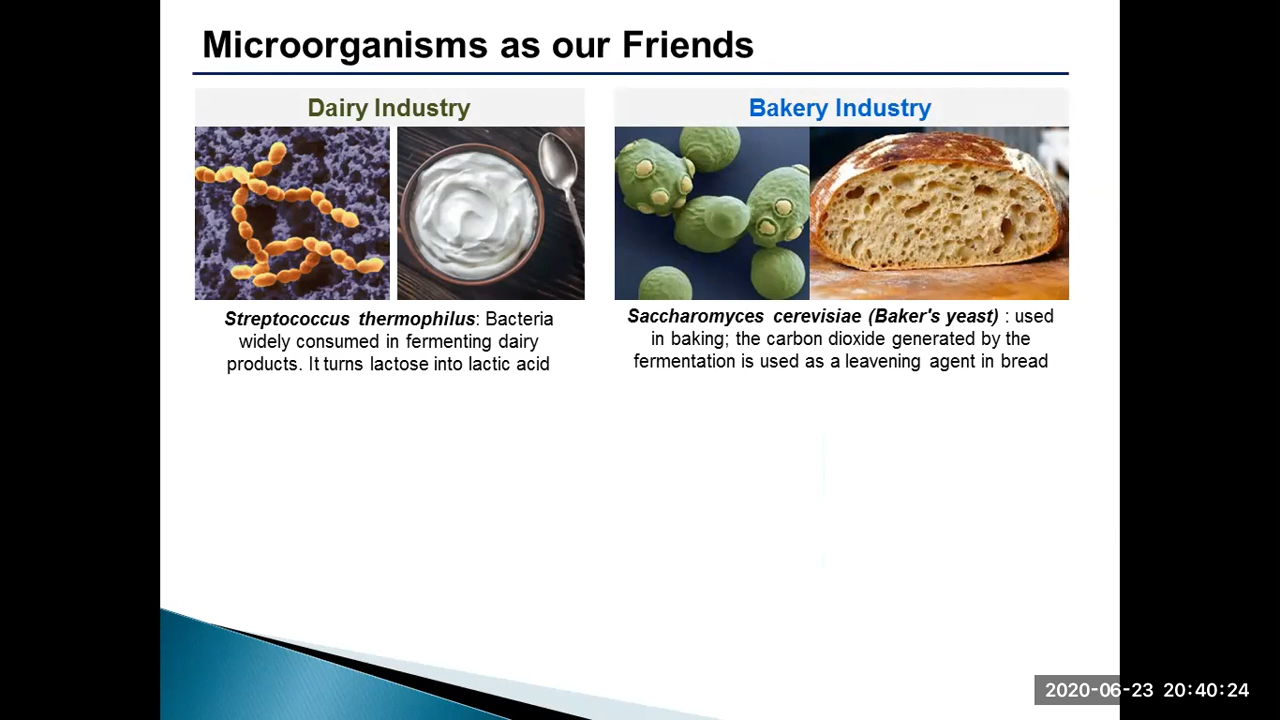 Microorganisms as our Friends
Dairy Industry
Streptococcus thermophilus: Bacteria
widely consumed in fermenting dairy
products. It turns lactose into lactic acid
Bakery Industry
Saccharomyces cerevisiae (Baker's yeast) : used
in baking; the carbon dioxide generated by the
fermentation is used as a leavening agent in bread
2020-06-23 20:40:24